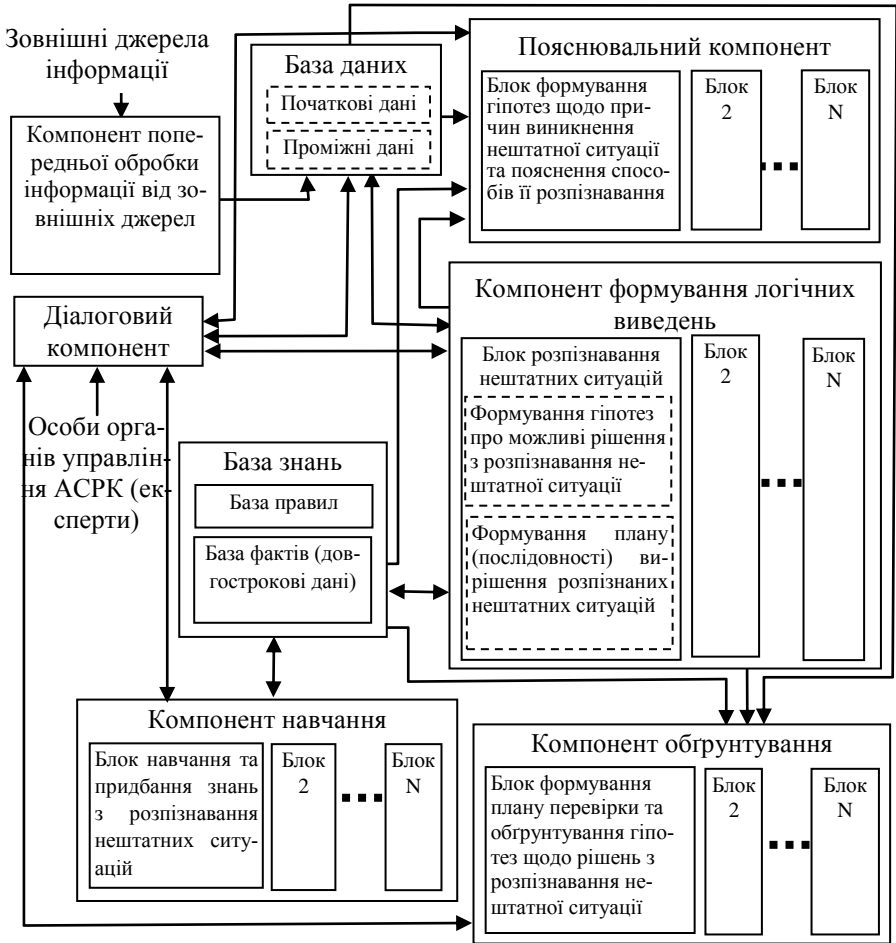 Зовнішні джерела
інформації
Компонент попе-
редньої обробки
інформації від зо-
внішніх джерел
База даних
Початкові дані
Проміжні дані
Пояснювальний компонент
Блок формування
гіпотез щодо при-
чин виникнення
нештатної ситуації
та пояснення спосо-
бів її розпізнавання
Блок
2
Блок
N
Діалоговий
компонент
Особи орга-
нів управлін-
ня АСРК (ек-
сперти)
Компонент формування логічних
виведень
Блок розпізнавання
нештатних ситуацій
Формування гіпотез
про можливі рішення
з розпізнавання не-
штатної ситуації
Формування плану
(послідовності) ви-
рішення розпізнаних
нештатних ситуацій
Блок
2
Блок
N
База знань
База правил
База фактів (дов-
гострокові дані)
Компонент навчання
Блок навчання та
придбання знань
з розпізнавання
нештатних ситу-
ацій
Блок
2
Блок
N
Компонент обґрунтування
Блок формування
плану перевірки та
обґрунтування гіпо-
тез щодо рішень з
розпізнавання не-
штатної ситуації
Блок
2
Блок
N